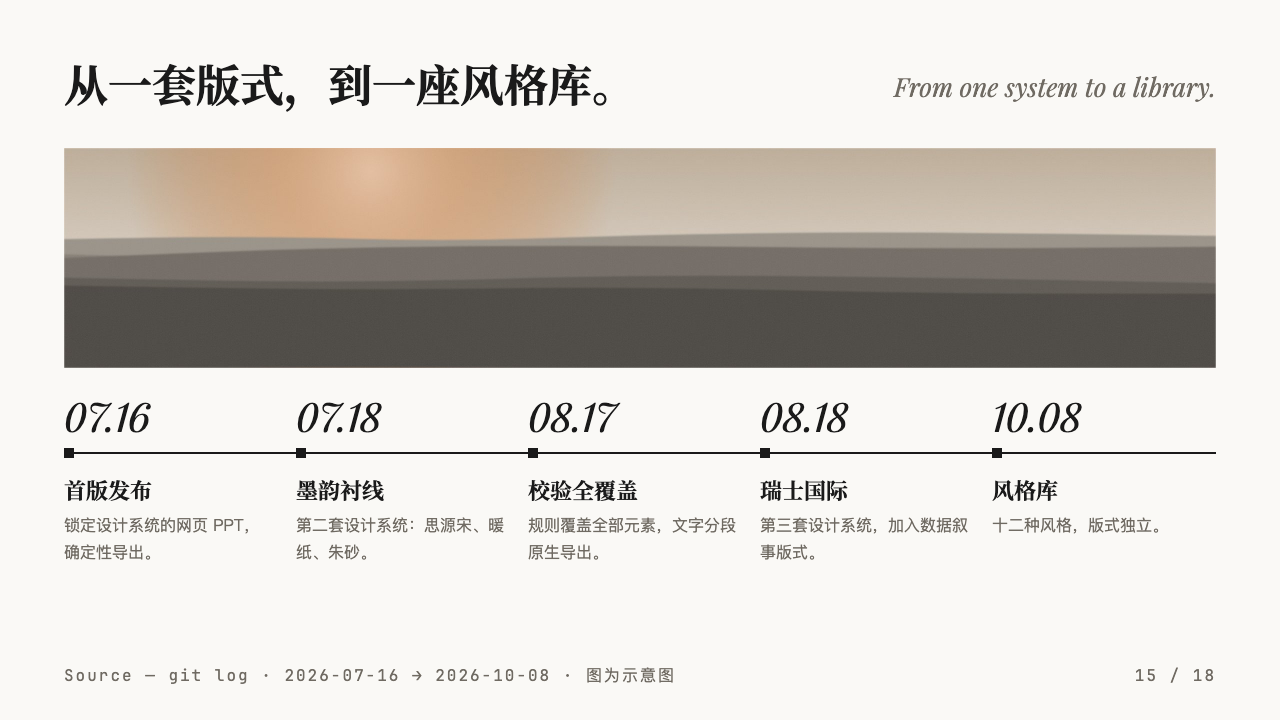 从一套版式，到一座风格库。
From one system to a library.
07.16
07.18
08.17
08.18
10.08
首版发布
锁定设计系统的网页 PPT，
确定性导出。
墨韵衬线
第二套设计系统：思源宋、暖
纸、朱砂。
校验全覆盖
规则覆盖全部元素，文字分段
原生导出。
瑞士国际
第三套设计系统，加入数据叙
事版式。
风格库
十二种风格，版式独立。
Source — git log · 2026-07-16 → 2026-10-08 · 图为示意图
15 / 18